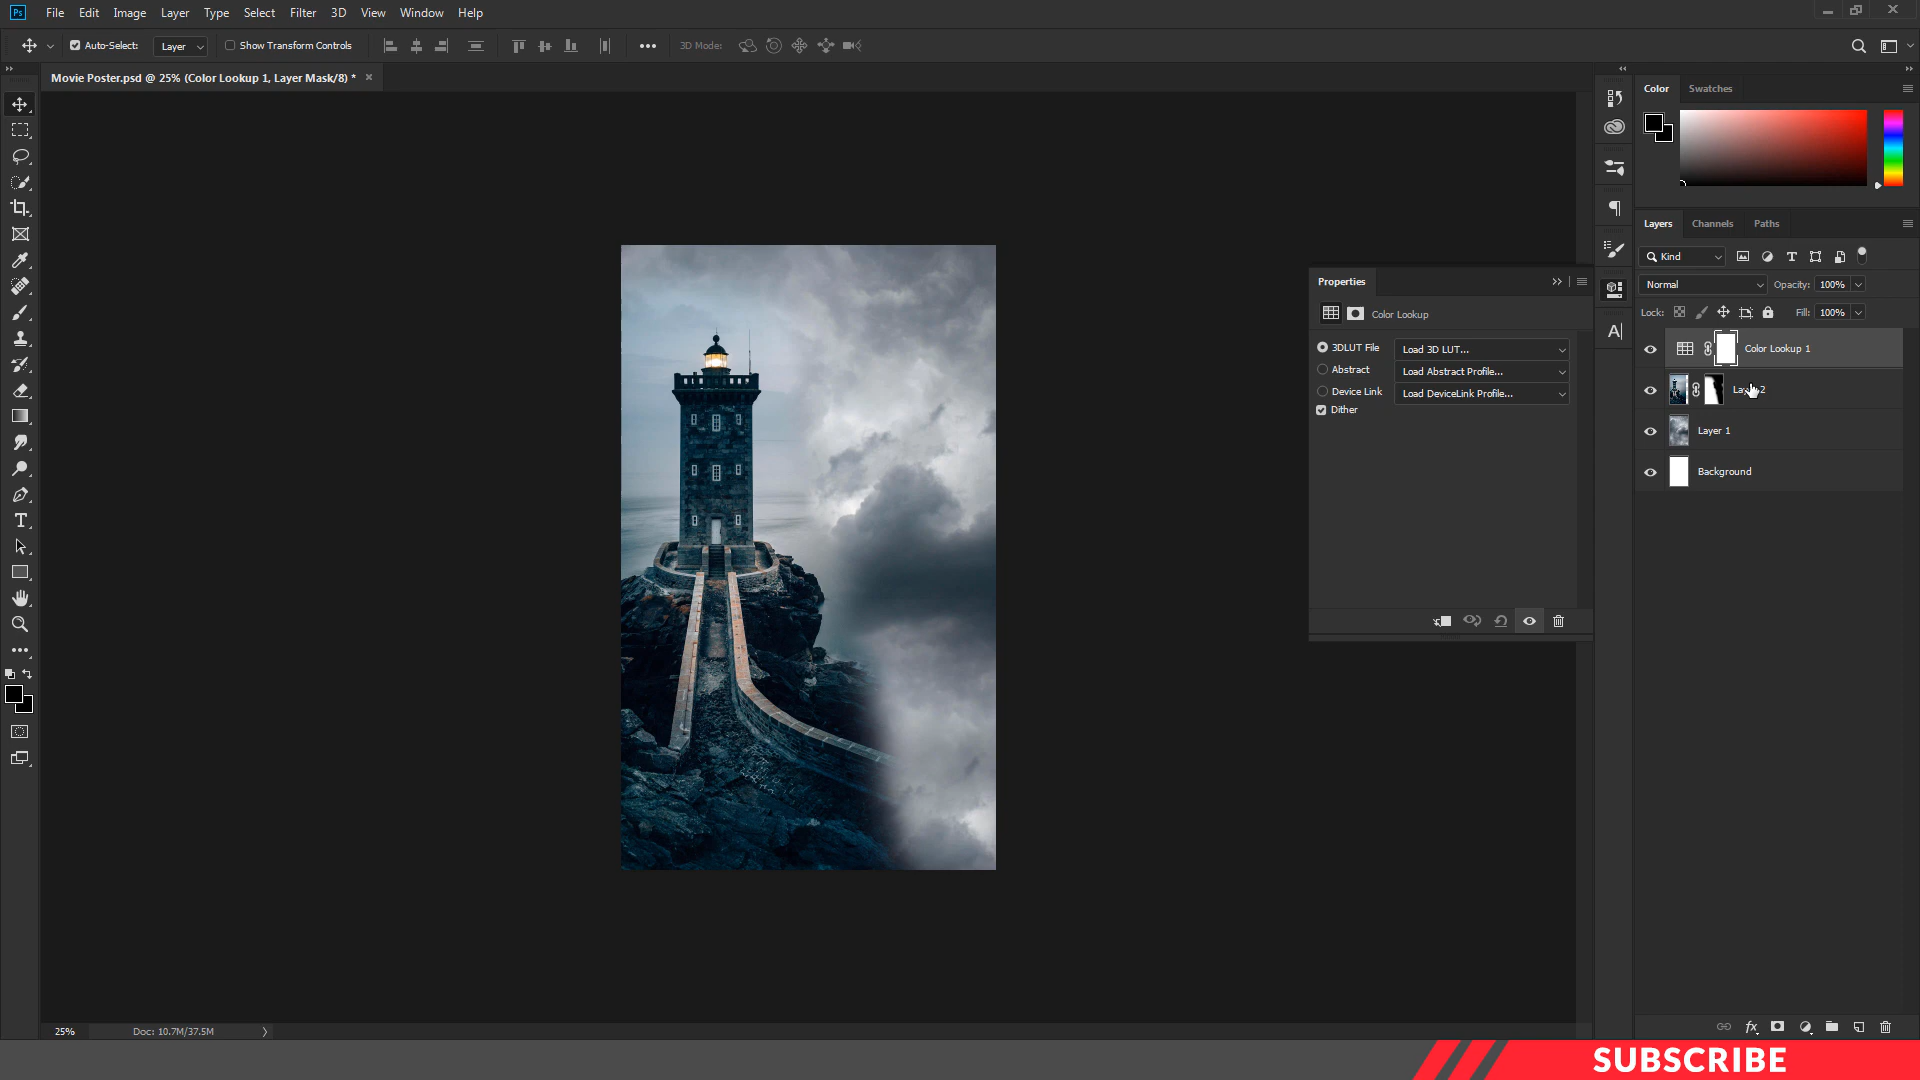 Ps File Edit Image Layer Type Select Filter 3D View Window Help
Auto-Select: Layer Show Transform Controls 3D Mode:
Movie Poster.psd @ 25% (Color Lookup 1, Layer Mask/8) *
Color Swatches
Layers Channels Paths
Kind
Normal Opacity: 100%
Lock: Fill: 100%
Color Lookup 1
Layer 1
Background
Properties
Color Lookup
3DLUT File Load 3D LUT...
Abstract Load Abstract Profile...
Device Link Load DeviceLink Profile...
Dither
25% Doc: 10.7M/37.5M
SUBSCRIBE